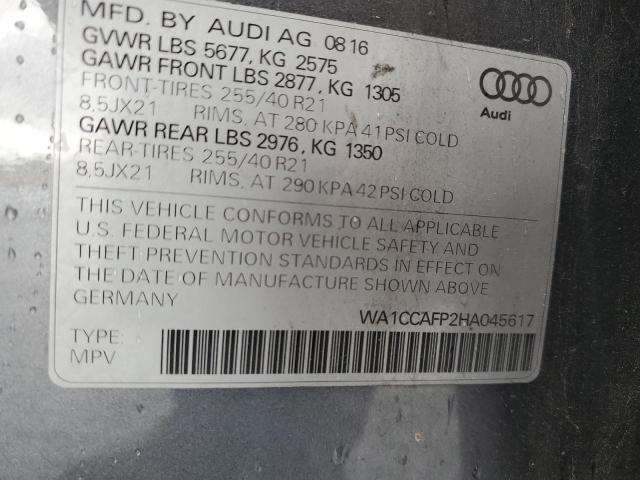 MFD. BY AUDI AG 08 16
GVWR LBS 5677, KG 2575
GAWR FRONT LBS 2877, KG 1305
FRONT-TIRES 255/40 R21
8,5JX21 RIMS, AT 280 KPA 41 PSI COLD
GAWR REAR LBS 2976, KG 1350
REAR-TIRES 255/40 R21
8,5JX21 RIMS, AT 290 KPA 42 PSI COLD
Audi
THIS VEHICLE CONFORMS TO ALL APPLICABLE
U.S. FEDERAL MOTOR VEHICLE SAFETY AND
THEFT PREVENTION STANDARDS IN EFFECT ON
THE DATE OF MANUFACTURE SHOWN ABOVE
GERMANY
WA1CCAFP2HA045617
TYPE:
MPV